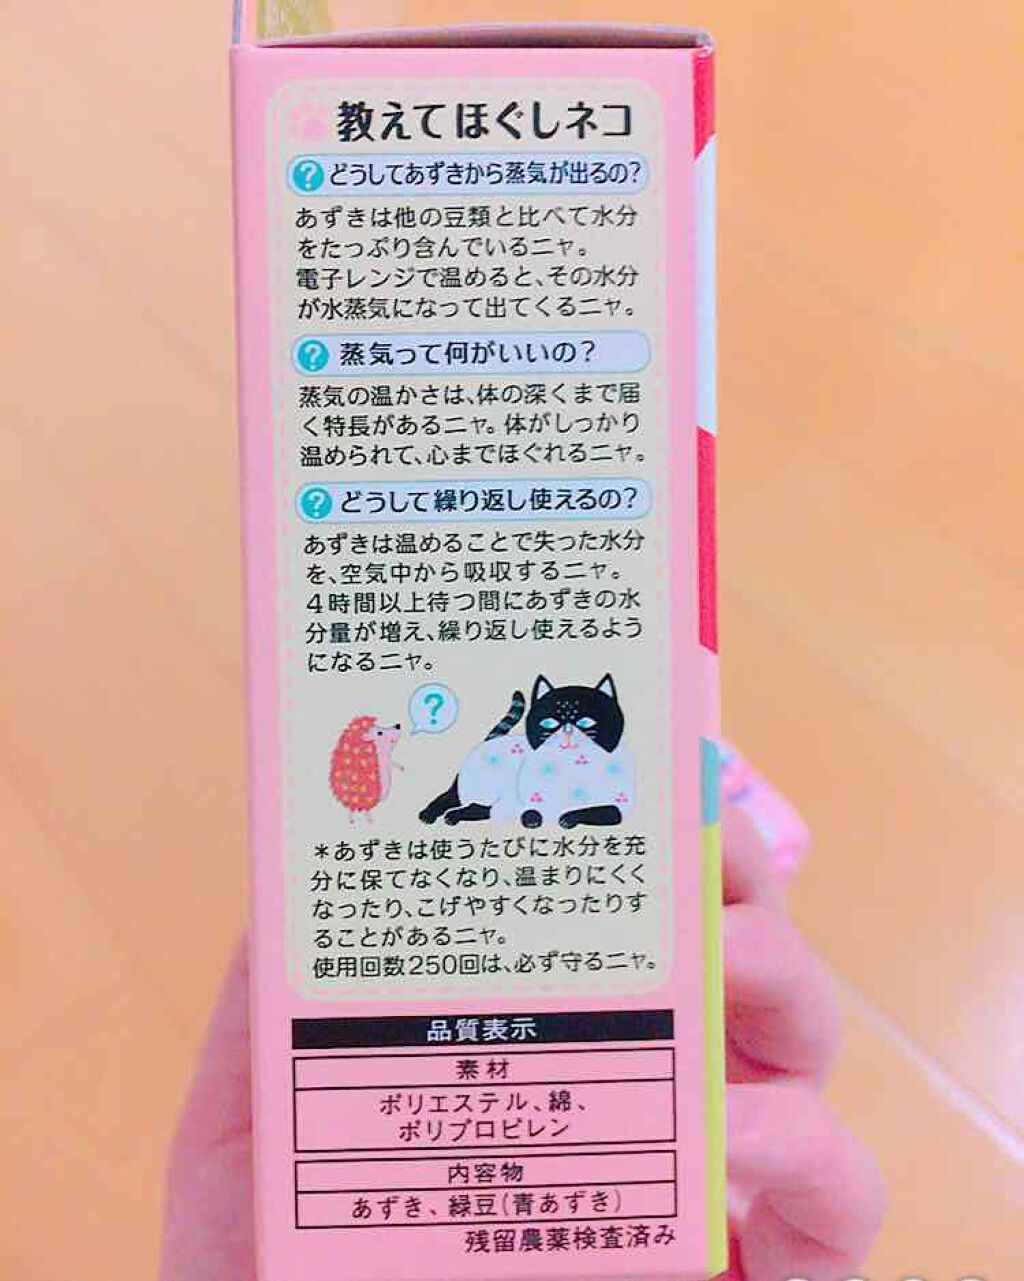 教えてほぐしネコ
? どうしてあずきから蒸気が出るの?
あずきは他の豆類と比べて水分
をたっぷり含んでいるニャ。
電子レンジで温めると、その水分
が水蒸気になって出てくるニャ。
? 蒸気って何がいいの?
蒸気の温かさは、体の深くまで届
く特長があるニャ。体がしっかり
温められて、心までほぐれるニャ。
? どうして繰り返し使えるの?
あずきは温めることで失った水分
を、空気中から吸収するニャ。
4時間以上待つ間にあずきの水
分量が増え、繰り返し使えるよう
になるニャ。
?
*あずきは使うたびに水分を充
分に保てなくなり、温まりにくく
なったり、こげやすくなったりす
ることがあるニャ。
使用回数250回は、必ず守るニャ。
品質表示
素材
ポリエステル、綿、
ポリプロピレン
内容物
あずき、緑豆(青あずき)
残留農薬検査済み